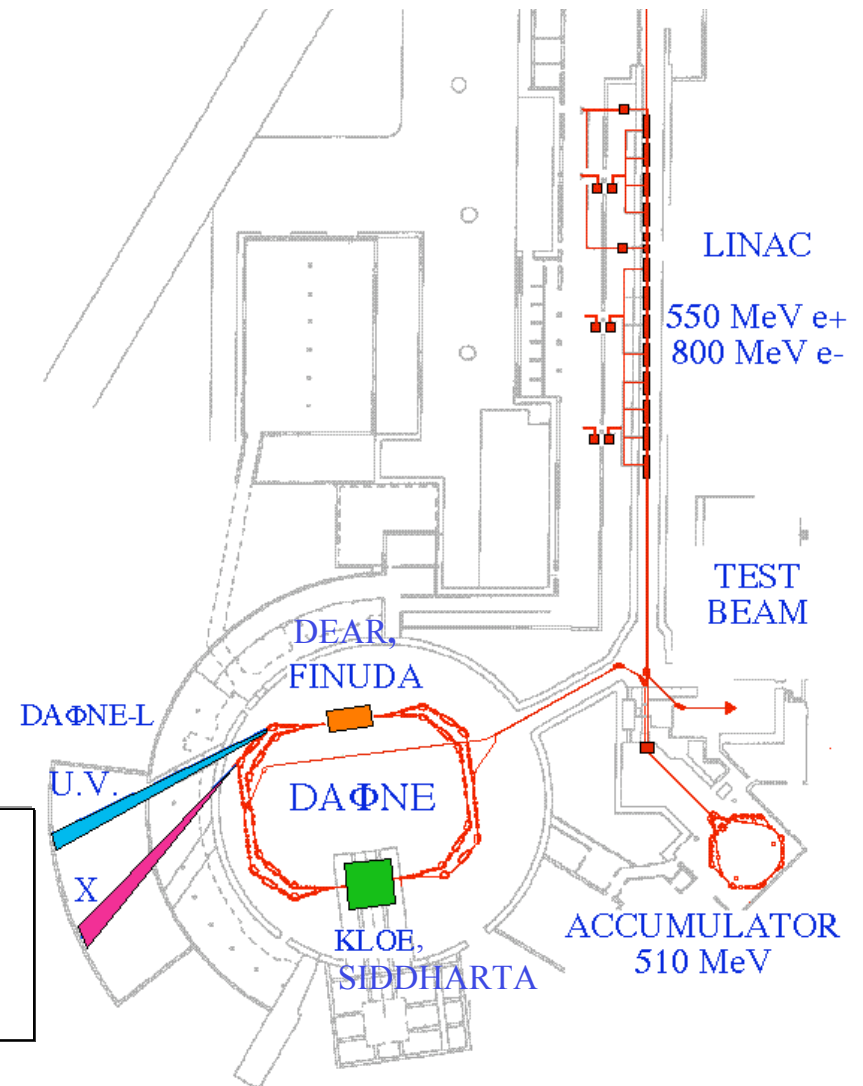 LINAC
550 MeV e+
800 MeV e-
TEST
BEAM
DEAR,
FINUDA
DAΦNE-L
U.V.
DAΦNE
X
KLOE,
SIDDHARTA
ACCUMULATOR
510 MeV